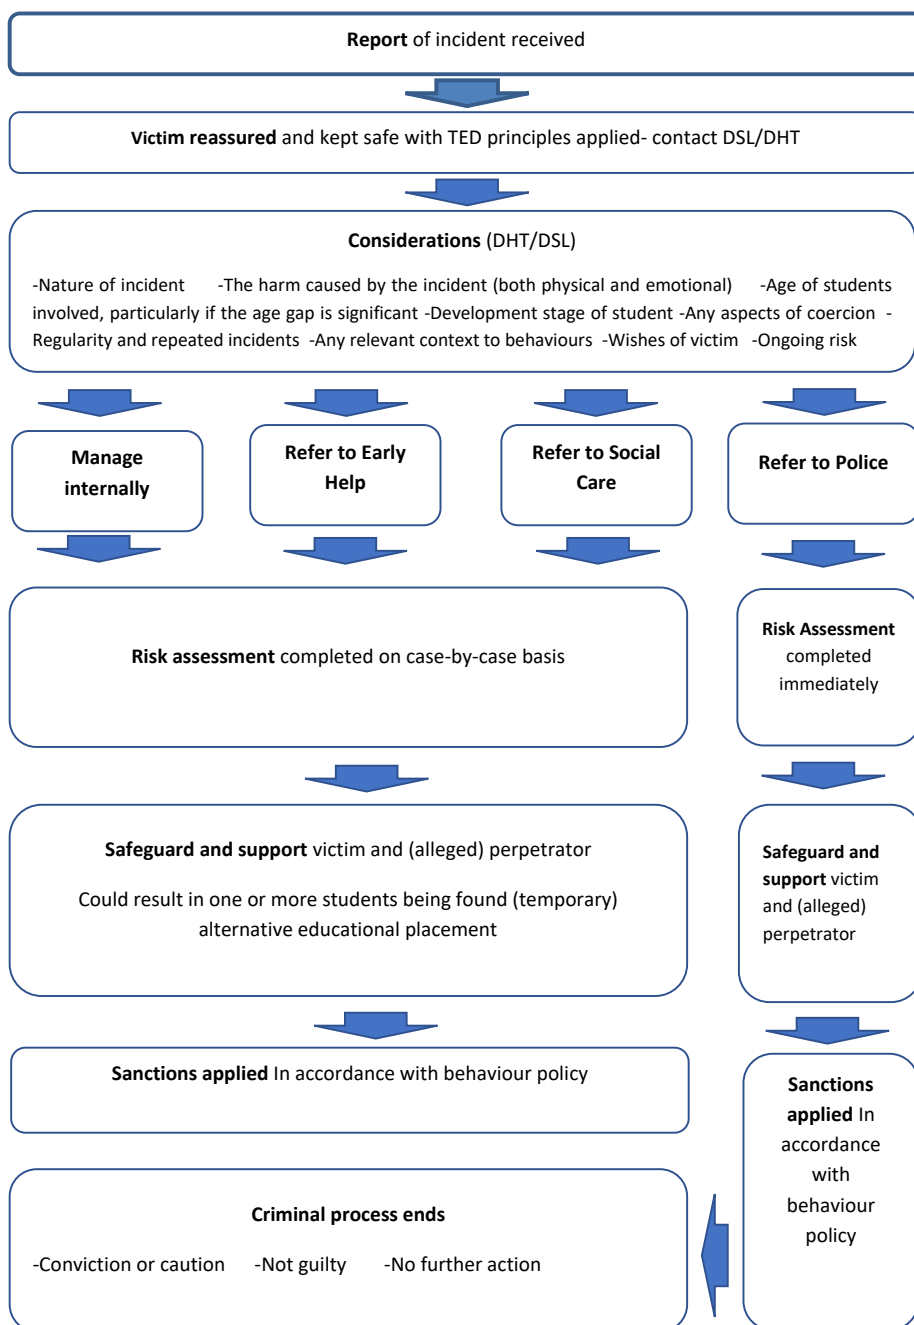 Report of incident received
Victim reassured and kept safe with TED principles applied- contact DSL/DHT
Considerations (DHT/DSL)
-Nature of incident -The harm caused by the incident (both physical and emotional) -Age of students
involved, particularly if the age gap is significant -Development stage of student -Any aspects of coercion -
Regularity and repeated incidents -Any relevant context to behaviours -Wishes of victim -Ongoing risk
Manage
internally
Refer to Early
Help
Refer to Social
Care
Refer to Police
Risk assessment completed on case-by-case basis
Risk Assessment
completed
immediately
Safeguard and support victim and (alleged) perpetrator
Could result in one or more students being found (temporary)
alternative educational placement
Safeguard and
support victim
and (alleged)
perpetrator
Sanctions applied In accordance with behaviour policy
Sanctions
applied In
accordance
with
behaviour
policy
Criminal process ends
-Conviction or caution -Not guilty -No further action